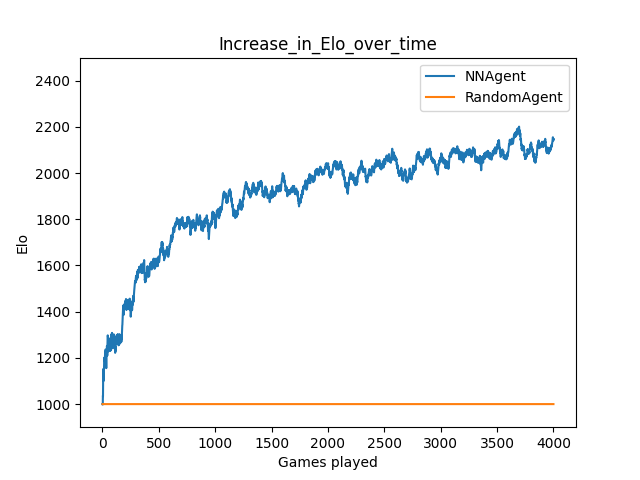 Increase_in_Elo_over_time
NNAgent
RandomAgent
2400
2200
2000
1800
1600
1400
1200
1000
Elo
0 500 1000 1500 2000 2500 3000 3500 4000
Games played